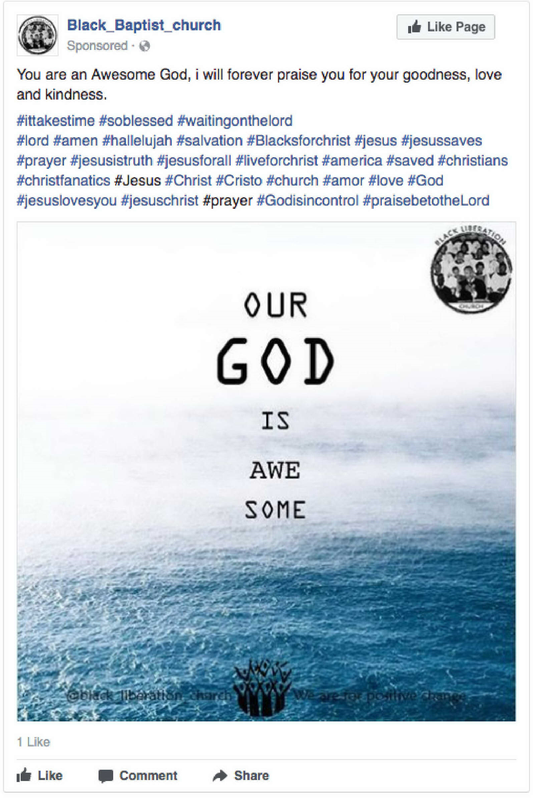 Black_Baptist_church
Like Page
Sponsored ·
You are an Awesome God, i will forever praise you for your goodness, love
and kindness.
#ittakestime #soblessed #waitingonthelord
#lord #amen #hallelujah #salvation #Blacksforchrist #jesus #jesussaves
#prayer #jesusistruth #jesusforall #liveforchrist #america #saved #christians
#christfanatics #Jesus #Christ #Cristo #church #amor #love #God
#jesuslovesyou #jesuschrist #prayer #Godisincontrol #praisebetotheLord
BLACK LIBERATION
CHURCH
OUR
GOD
IS
AWE
SOME
@black_liberation_church We are for positive change
1 Like
Like Comment Share